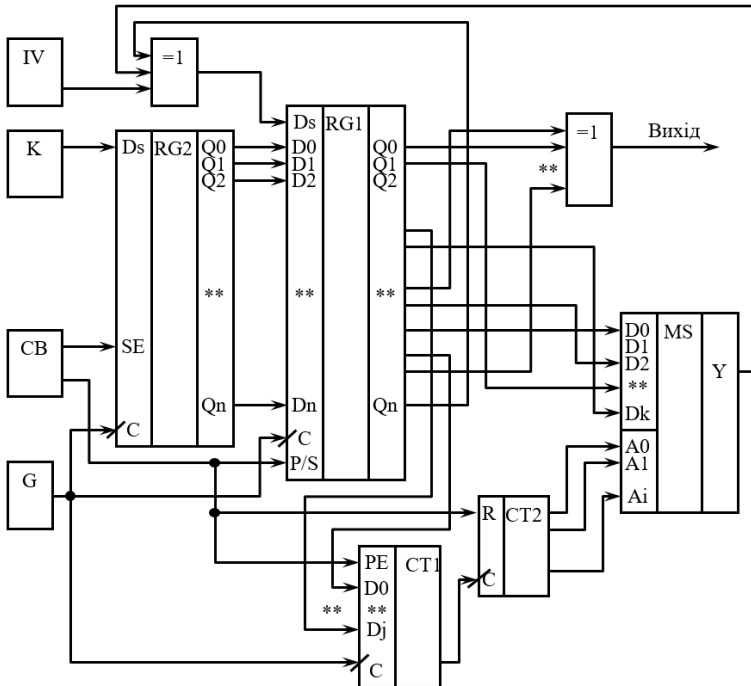 IV
=1
K
Ds
RG2
Q0
Q1
Q2
**
Qn
SE
C
Ds
RG1
D0
D1
D2
**
Dn
C
P/S
Q0
Q1
Q2
**
Qn
=1
**
Вихід
СВ
G
D0
D1
D2
**
Dk
A0
A1
Ai
MS
Y
R
CT2
C
PE
CT1
D0
**
**
Dj
C